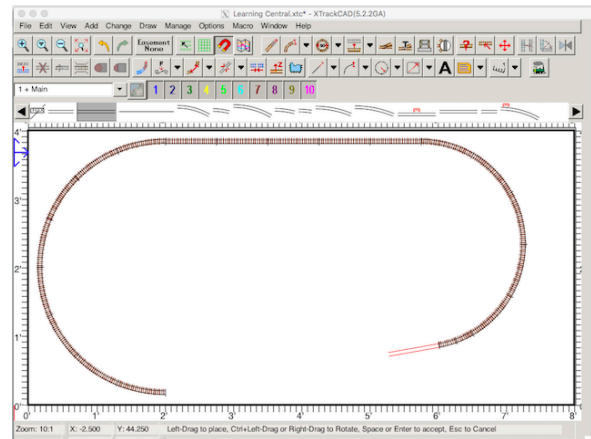 Learning Central.xtc* - XTrackCAD(5.2.2GA)
File Edit View Add Change Draw Manage Options Macro Window Help
Easement
None
A
1 + Main 1 2 3 4 5 6 7 8 9 10
4'
3'
2'
1'
0'
0' 1' 2' 3' 4' 5' 6' 7' 8'
Zoom: 10:1 X: -2.500 Y: 44.250 Left-Drag to place, Ctrl+Left-Drag or Right-Drag to Rotate, Space or Enter to accept, Esc to Cancel